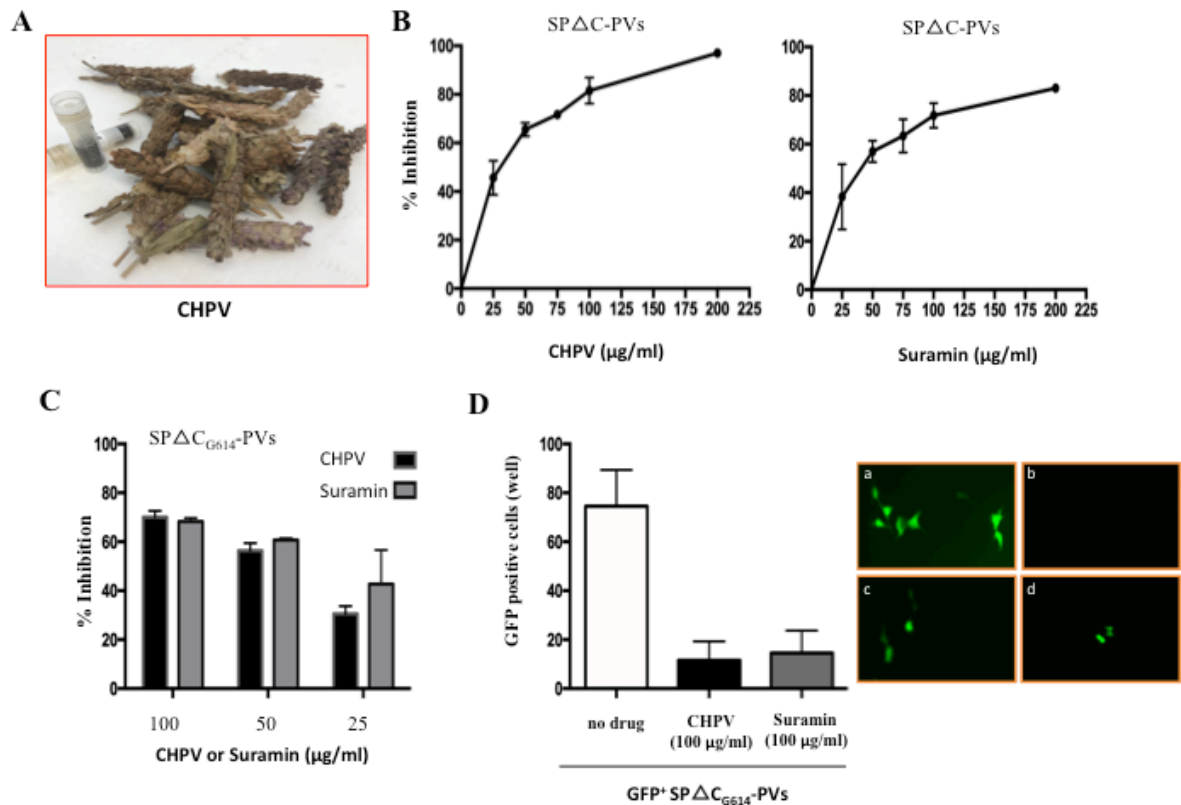 A
CHPV
B
SP△C-PVs
% Inhibition
100
80
60
40
20
0
0 25 50 75 100 125 150 175 200 225
CHPV (μg/ml)
SP△C-PVs
100
80
60
40
20
0
0 25 50 75 100 125 150 175 200 225
Suramin (μg/ml)
C
SP△C_G614-PVs
CHPV
Suramin
% Inhibition
100
80
60
40
20
0
100 50 25
CHPV or Suramin (μg/ml)
D
GFP positive cells (well)
100
80
60
40
20
0
no drug
CHPV
(100 μg/ml)
Suramin
(100 μg/ml)
GFP⁺ SP△C_G614-PVs
a
b
c
d